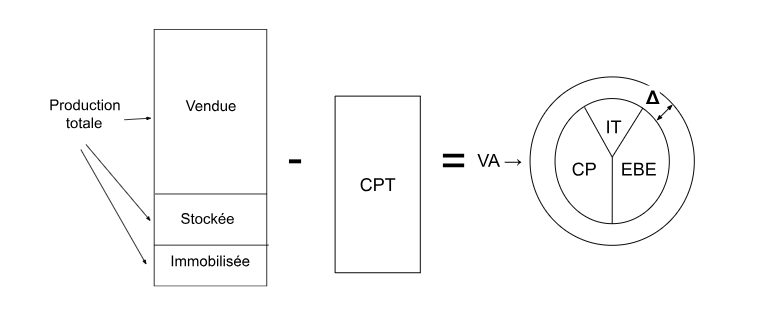 Production
totale
Vendue
Stockée
Immobilisée
-
CPT
=
VA →
Δ
IT
CP
EBE